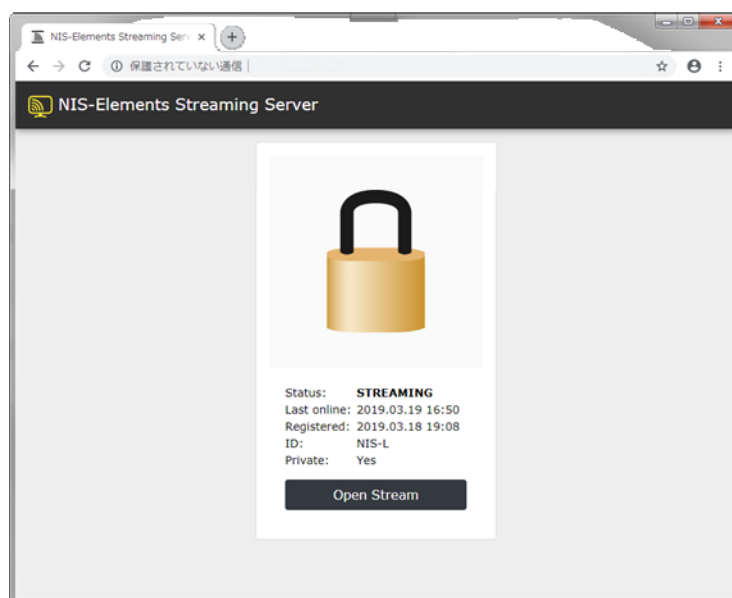 NIS-Elements Streaming Ser
保護されていない通信
NIS-Elements Streaming Server
Status: STREAMING
Last online: 2019.03.19 16:50
Registered: 2019.03.18 19:08
ID: NIS-L
Private: Yes
Open Stream